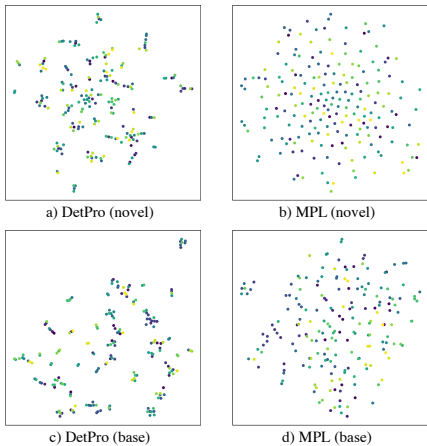 a) DetPro (novel)
b) MPL (novel)
c) DetPro (base)
d) MPL (base)